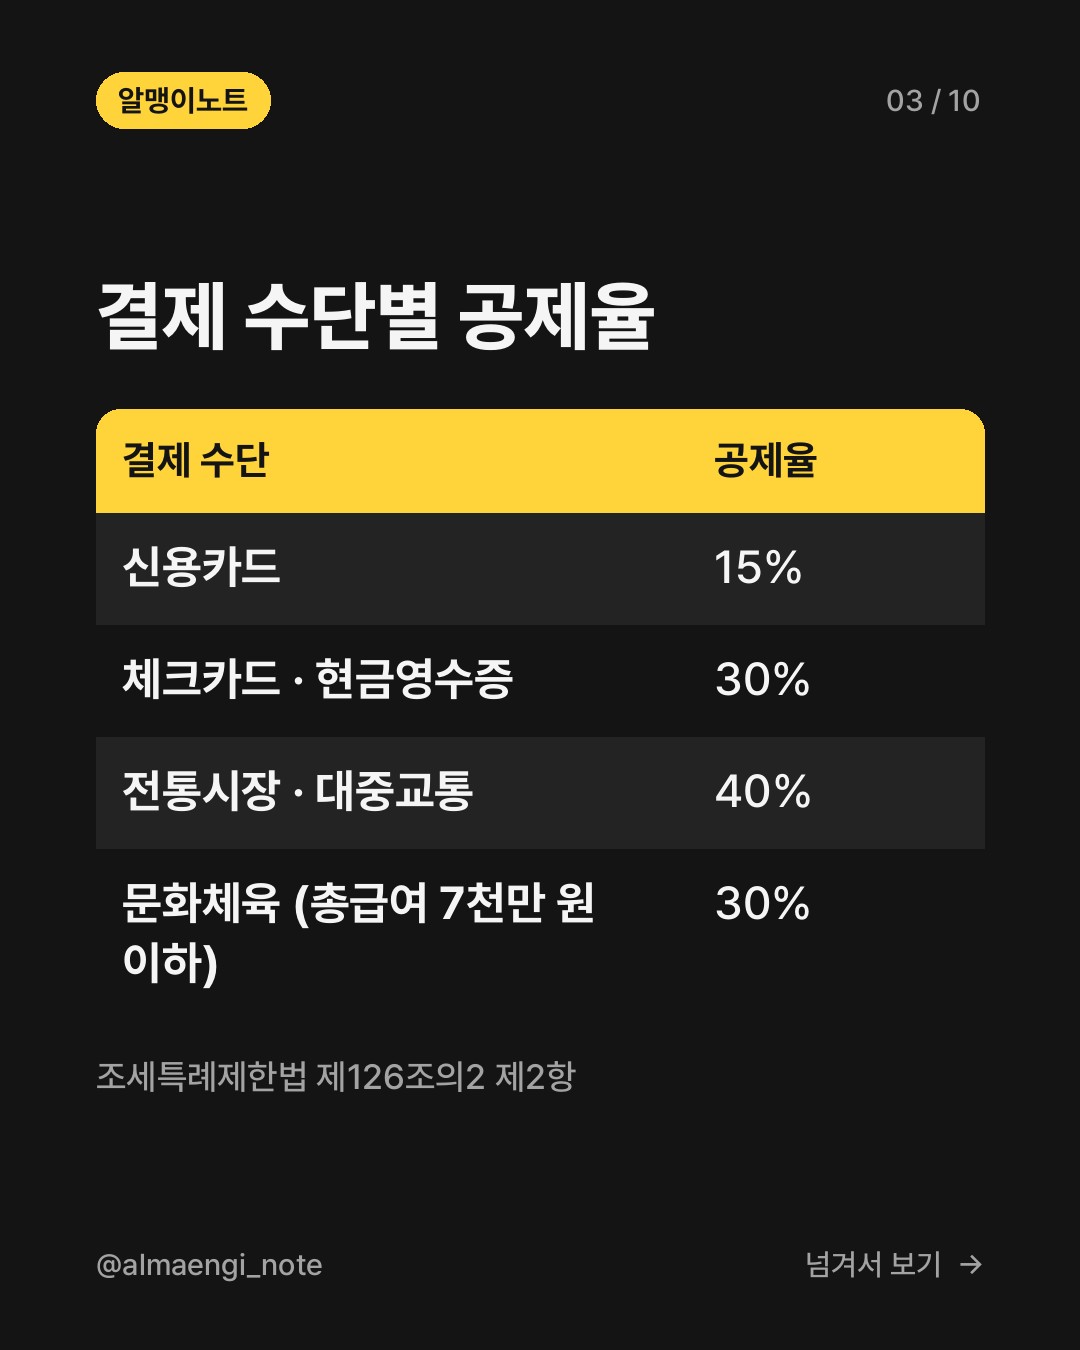 알맹이노트
03 / 10
결제 수단별 공제율
결제 수단 공제율
신용카드 15%
체크카드 · 현금영수증 30%
전통시장 · 대중교통 40%
문화체육 (총급여 7천만 원 30%
이하)
조세특례제한법 제126조의2 제2항
@almaengi_note
넘겨서 보기 →